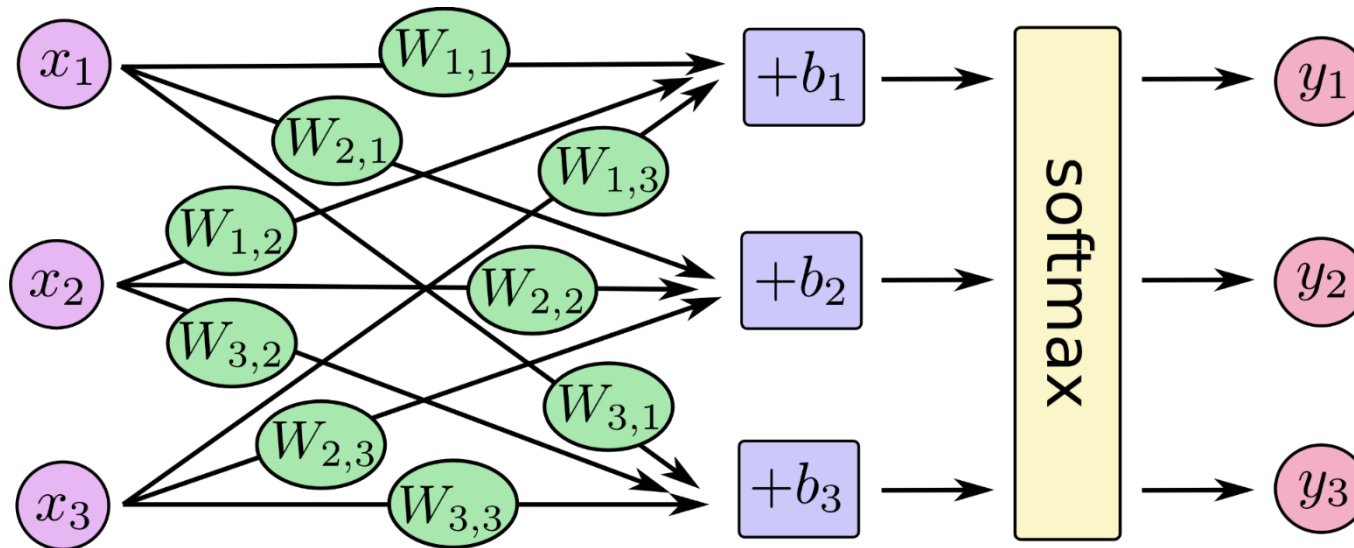 x₁
W₁,₁
+b₁
y₁
W₂,₁
W₁,₃
softmax
W₁,₂
x₂
W₂,₂
+b₂
y₂
W₃,₂
W₃,₁
W₂,₃
x₃
W₃,₃
+b₃
y₃